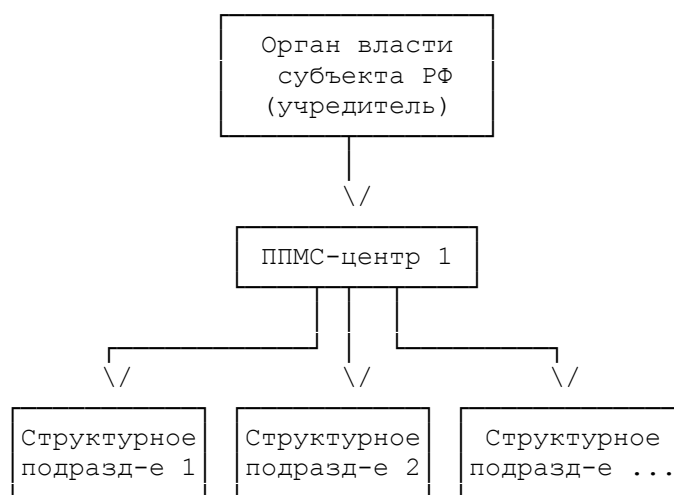 Орган власти
субъекта РФ
(учредитель)
ППМС-центр 1
Структурное
подразд-е 1
Структурное
подразд-е 2
Структурное
подразд-е ...